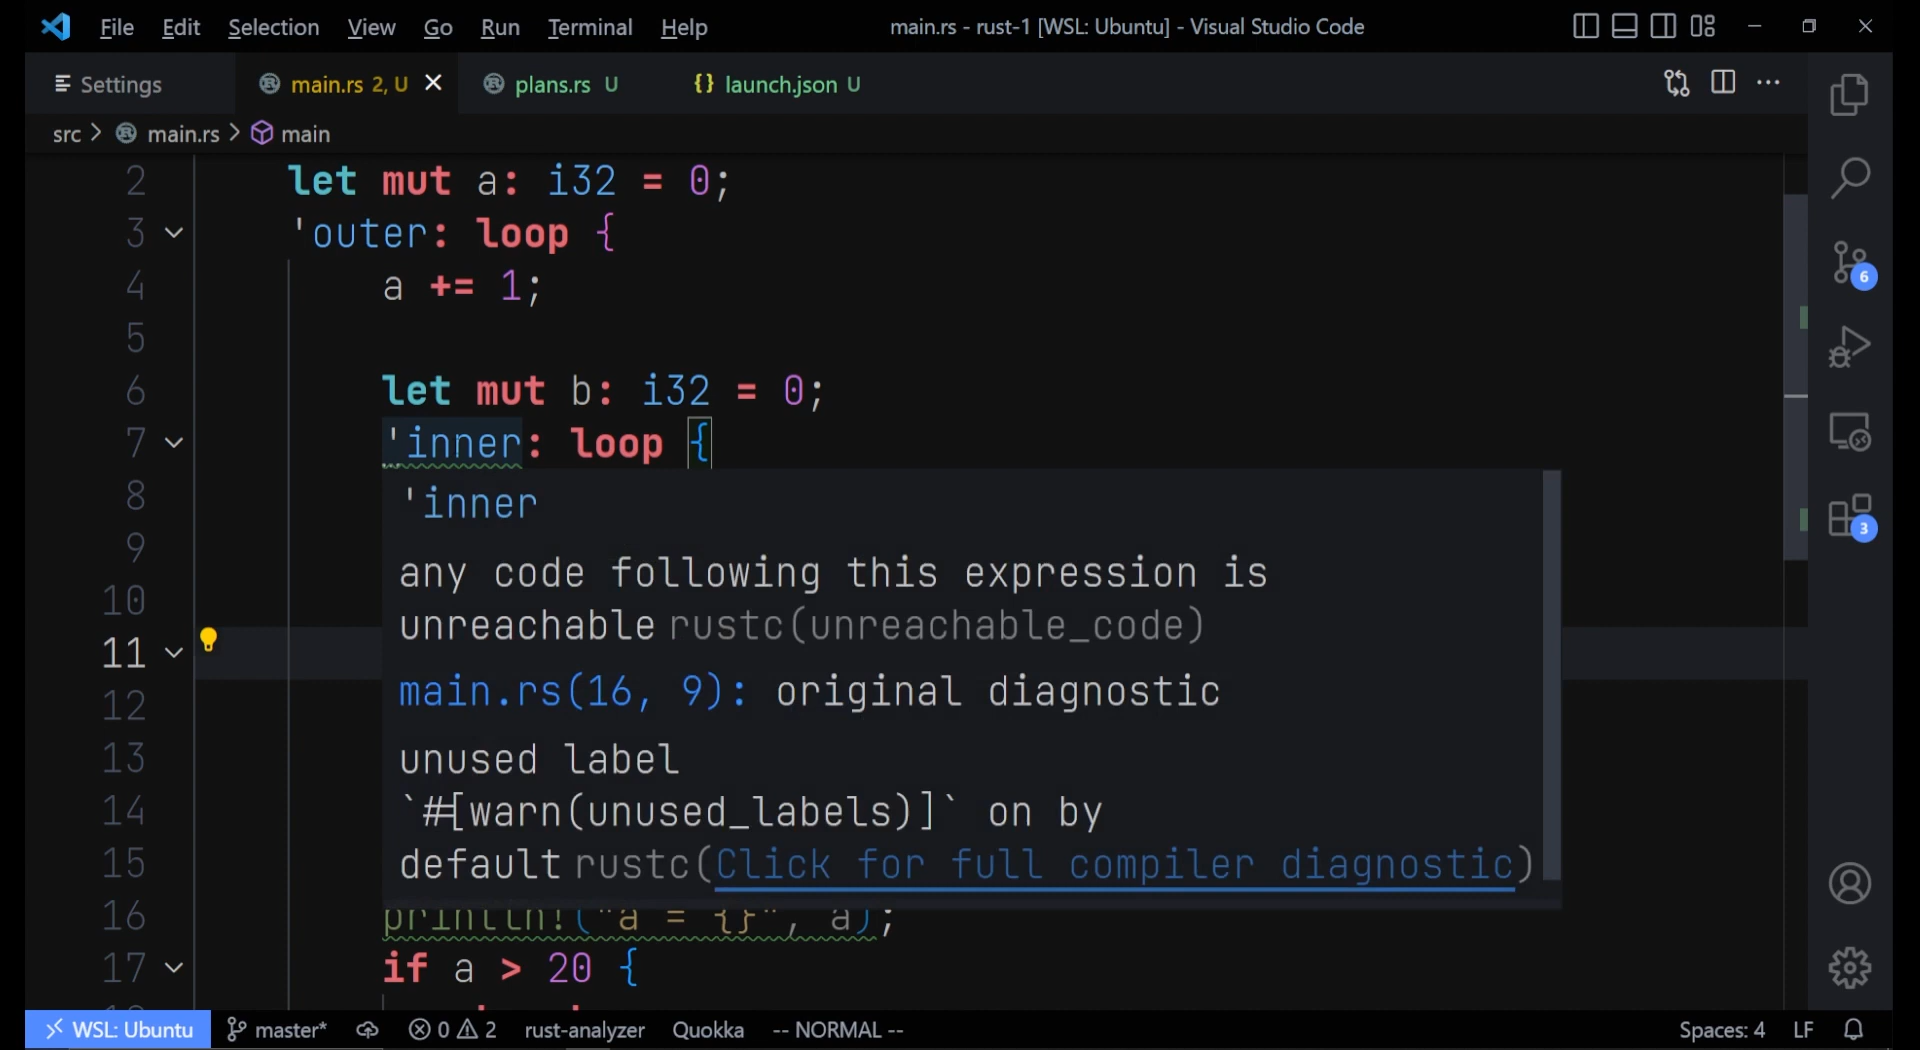 File Edit Selection View Go Run Terminal Help
main.rs - rust-1 [WSL: Ubuntu] - Visual Studio Code
Settings
main.rs 2, U
plans.rs U
{} launch.json U
src > main.rs > main
2 let mut a: i32 = 0;
3 'outer: loop {
4 a += 1;
5
6 let mut b: i32 = 0;
7 'inner: loop {
8
9
10
11
12
13
14
15
'inner
any code following this expression is
unreachable rustc(unreachable_code)
main.rs(16, 9): original diagnostic
unused label
`#[warn(unused_labels)]` on by
default rustc(Click for full compiler diagnostic)
16 println!("a = {}", a);
17 if a > 20 {
6
3
WSL: Ubuntu master* 0 2 rust-analyzer Quokka -- NORMAL -- Spaces: 4 LF